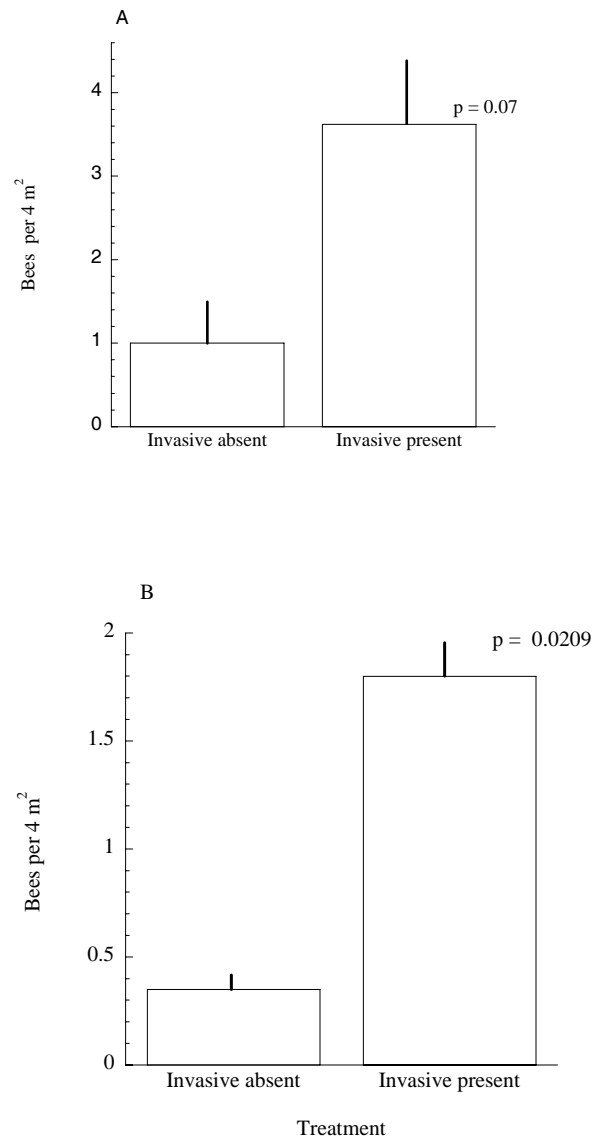 A
4
3
2
1
0
Bees per 4 m²
p = 0.07
Invasive absent Invasive present
B
2
1.5
1
0.5
0
Bees per 4 m²
p = 0.0209
Invasive absent Invasive present
Treatment